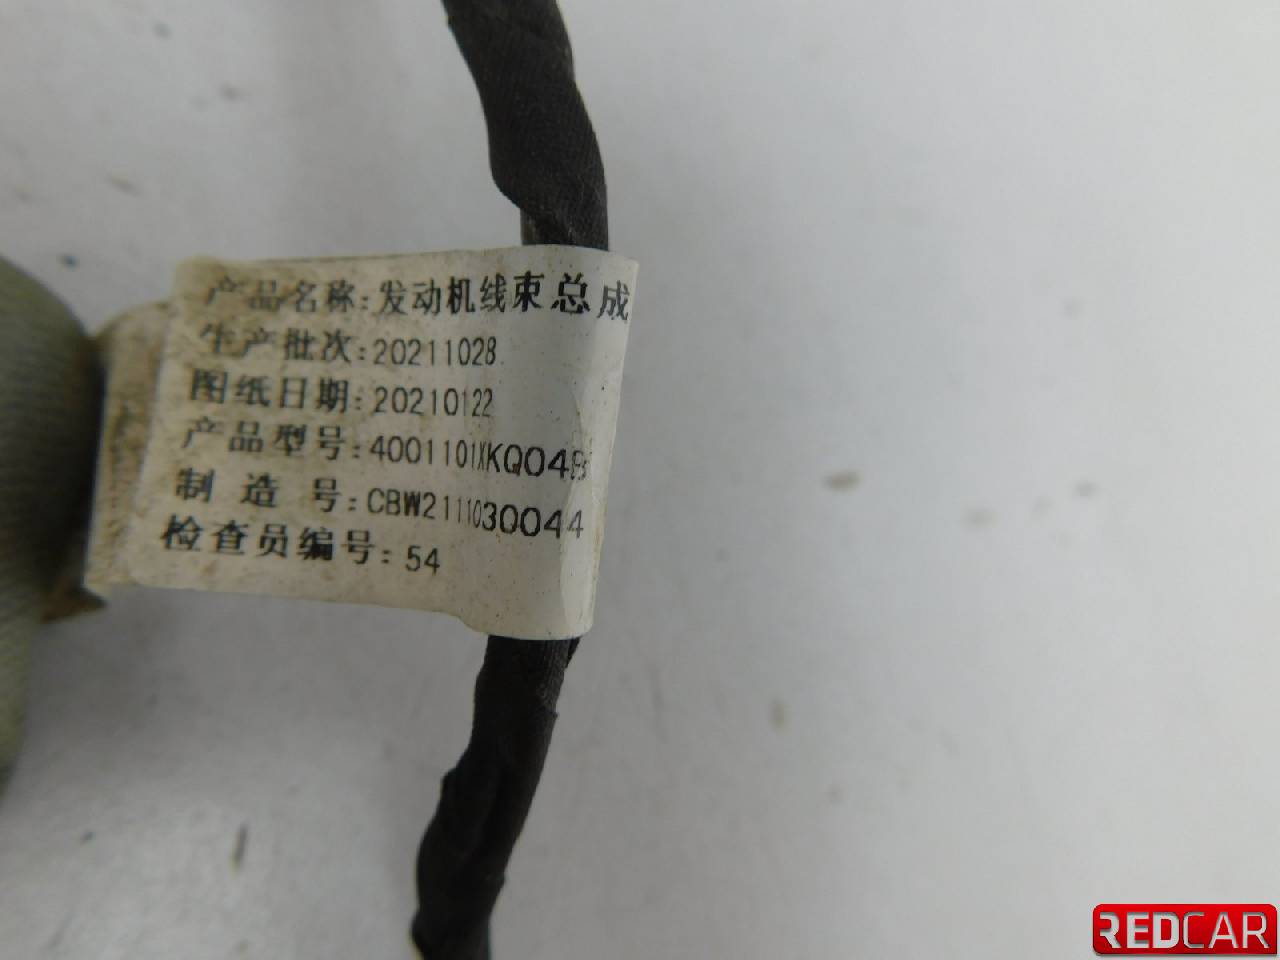 产品名称:发动机线束总成
生产批次:20211028
图纸日期:20210122
产品型号:4001101XKQ04B
制造号:CBW2111030044
检查员编号:54
REDCAR